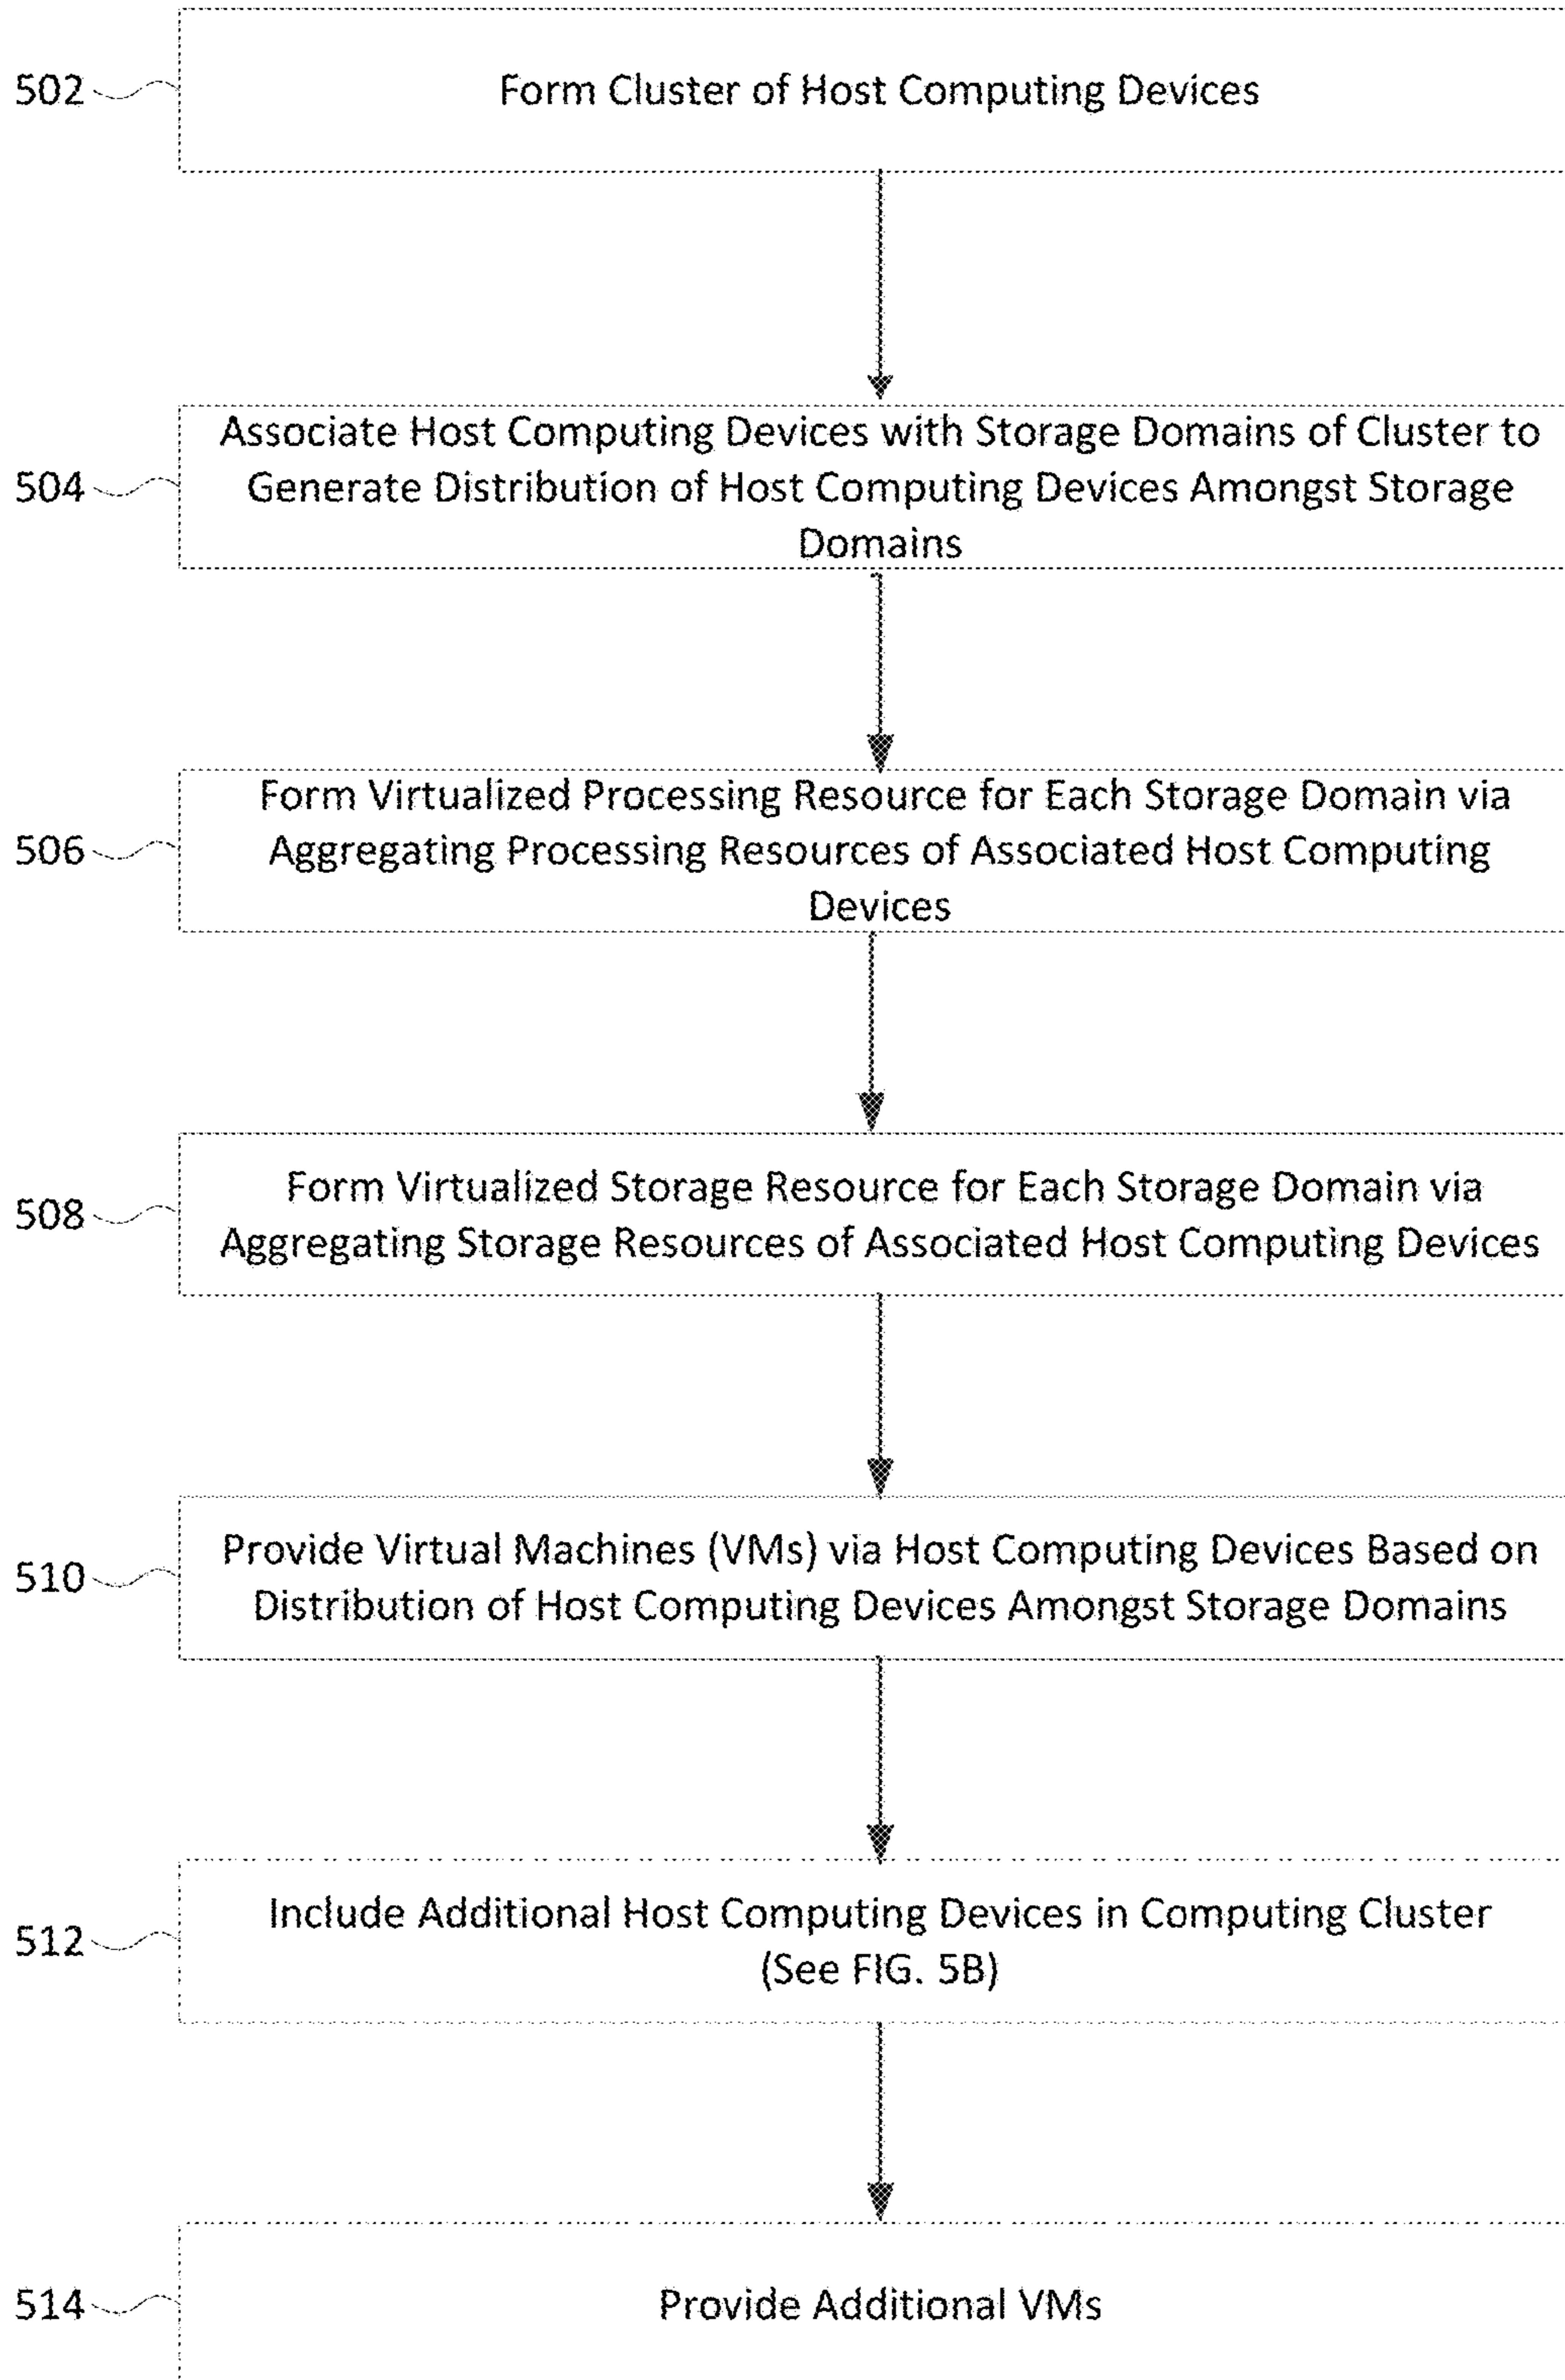 502
Form Cluster of Host Computing Devices
Associate Host Computing Devices with Storage Domains of Cluster to
504
Generate Distribution of Host Computing Devices Amongst Storage
Domains
Form Virtualized Processing Resource for Each Storage Domain via
506
Aggregating Processing Resources of Associated Host Computing
Devices
508
Form Virtualized Storage Resource for Each Storage Domain via
Aggregating Storage Resources of Associated Host Computing Devices
510
Provide Virtual Machines (VMs) via Host Computing Devices Based on
Distribution of Host Computing Devices Amongst Storage Domains
512
Include Additional Host Computing Devices in Computing Cluster
(See FIG. 5B)
514
Provide Additional VMs